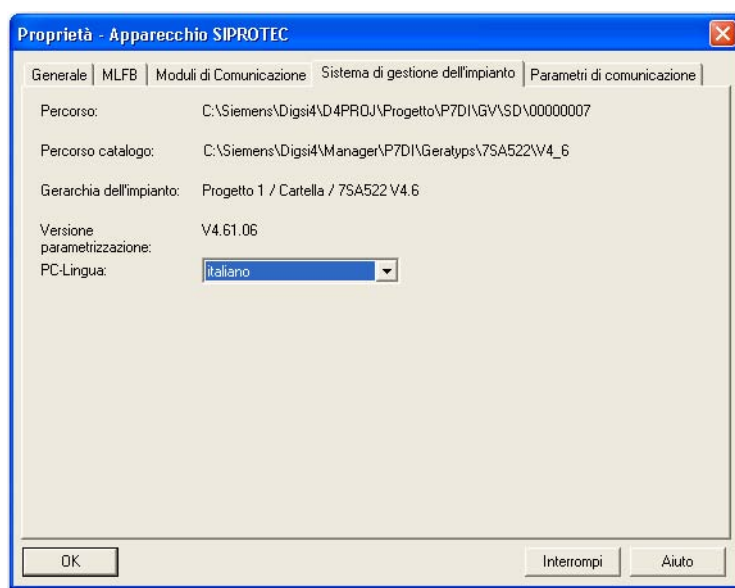 Proprietà - Apparecchio SIPROTEC
Generale MLFB Moduli di Comunicazione Sistema di gestione dell'impianto Parametri di comunicazione
Percorso: C:\Siemens\Digsi4\D4PROJ\Progetto\P7DI\GV\SD\00000007
Percorso catalogo: C:\Siemens\Digsi4\Manager\P7DI\Geratyps\7SA522\V4_6
Gerarchia dell'impianto: Progetto 1 / Cartella / 7SA522 V4.6
Versione parametrizzazione: V4.61.06
PC-Lingua: italiano
OK Interrompi Aiuto